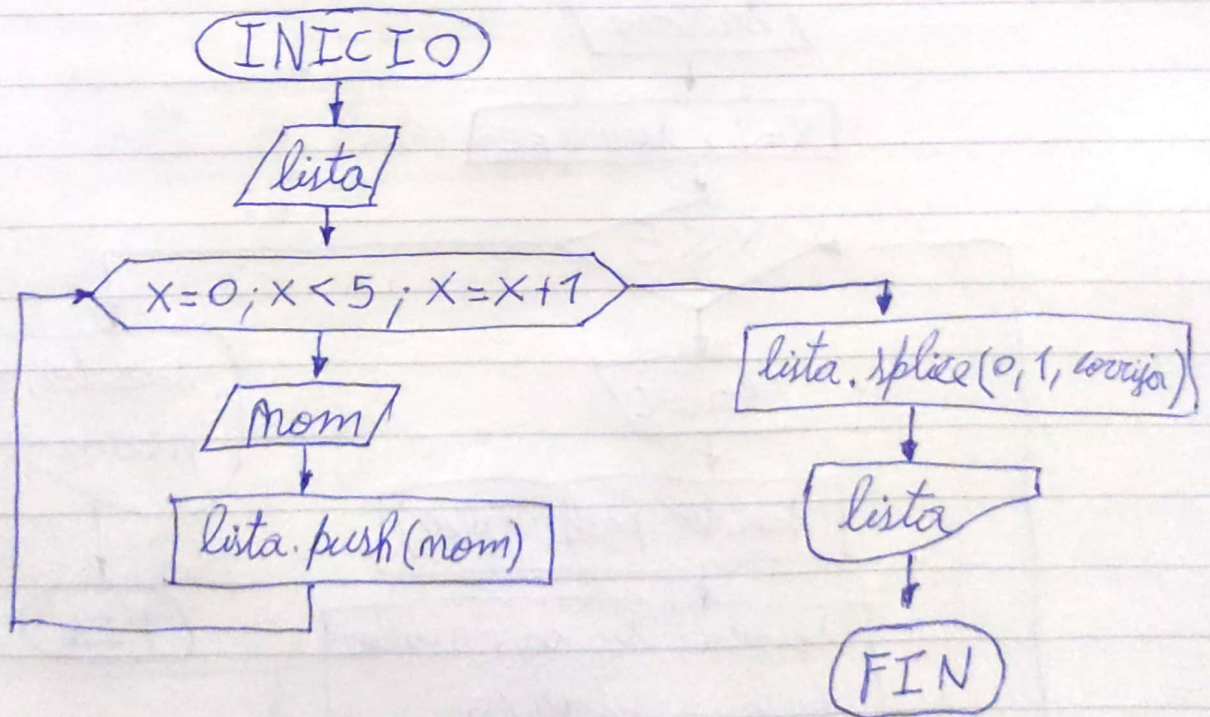 INICIO
lista
x=0; x<5; x=x+1
nom
lista.push(nom)
lista.splice(0,1,corrija)
lista
FIN